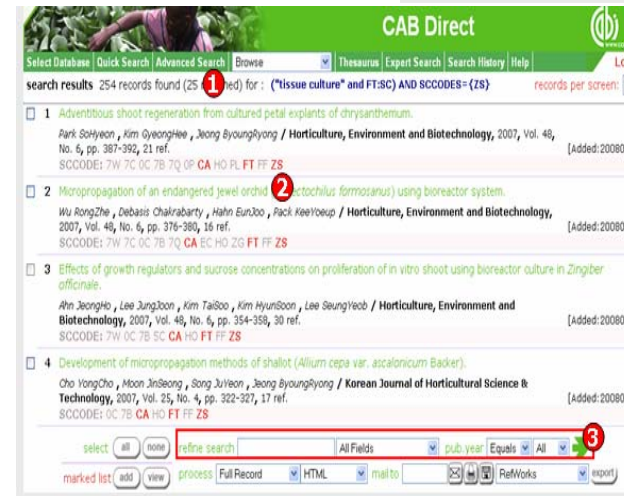 CAB Direct
Select Database Quick Search Advanced Search Browse Thesaurus Expert Search Search History Help
search results 254 records found (25 1 ed) for : ("tissue culture" and FT:SC) AND SCCODES={ZS} records per screen:
1 Adventitious shoot regeneration from cultured petal explants of chrysanthemum.
Park SoHyeon , Kim GyeongHee , Jeong ByoungRyong / Horticulture, Environment and Biotechnology, 2007, Vol. 48,
No. 6, pp. 387-392, 21 ref. [Added:20080
SCCODE: 7W 7C 0C 7B 7Q 0P CA HO PL FT FF ZS
2 Micropropagation of an endangered jewel orchid 2 ectochilus formosanus) using bioreactor system.
Wu RongZhe , Debasis Chakrabarty , Hahn EunJoo , Paek KeeYoeup / Horticulture, Environment and Biotechnology,
2007, Vol. 48, No. 6, pp. 376-380, 16 ref. [Added:20080
SCCODE: 7W 7C 0C 7B 7Q CA EC HO ZG FT FF ZS
3 Effects of growth regulators and sucrose concentrations on proliferation of in vitro shoot using bioreactor culture in Zingiber
officinale.
Ahn JeongHo , Lee JungJoon , Kim TaiSoo , Kim HyunSoon , Lee SeungYeob / Horticulture, Environment and
Biotechnology, 2007, Vol. 48, No. 6, pp. 354-358, 30 ref. [Added:20080
SCCODE: 7W 0C 7B 5C CA HO FT FF ZS
4 Development of micropropagation methods of shallot (Allium cepa var. ascalonicum Backer).
Cho YongCho , Moon JinSeong , Song JuYeon , Jeong ByoungRyong / Korean Journal of Horticultural Science &
Technology, 2007, Vol. 25, No. 4, pp. 322-327, 17 ref. [Added:20080
SCCODE: 0C 7B CA HO FT FF ZS
select all none refine search All Fields pub.year Equals All 3
marked list add view process Full Record HTML mail to RefWorks export